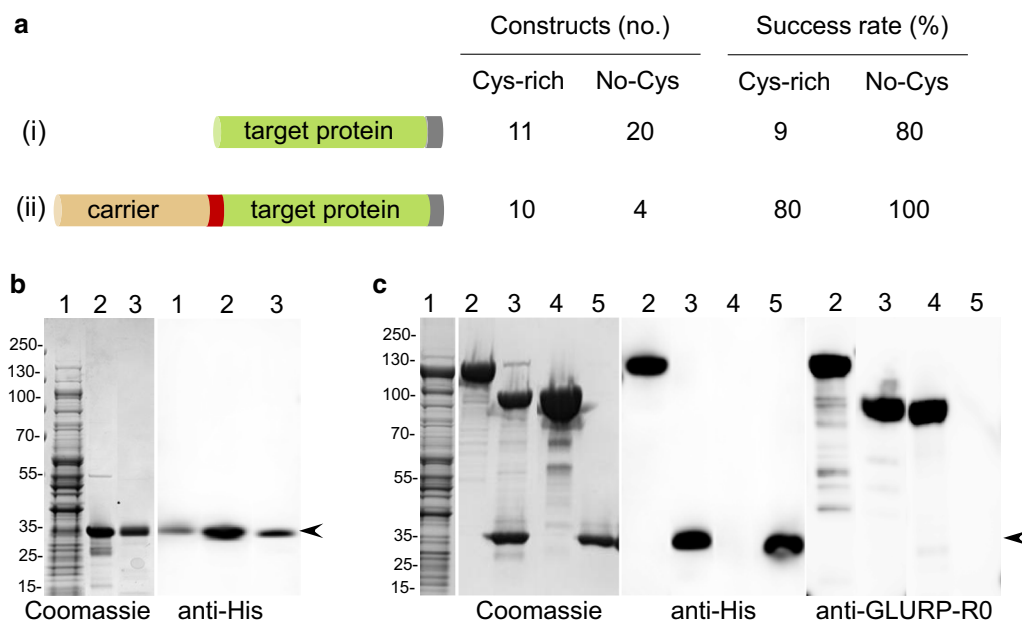 a
Constructs (no.) Success rate (%)
Cys-rich No-Cys Cys-rich No-Cys
(i) target protein 11 20 9 80
(ii) carrier target protein 10 4 80 100
b
1 2 3 1 2 3
250-
130-
100-
70-
55-
35-
25-
15-
Coomassie anti-His
c
1 2 3 4 5 2 3 4 5 2 3 4 5
250-
130-
100-
70-
55-
35-
25-
15-
Coomassie anti-His anti-GLURP-R0